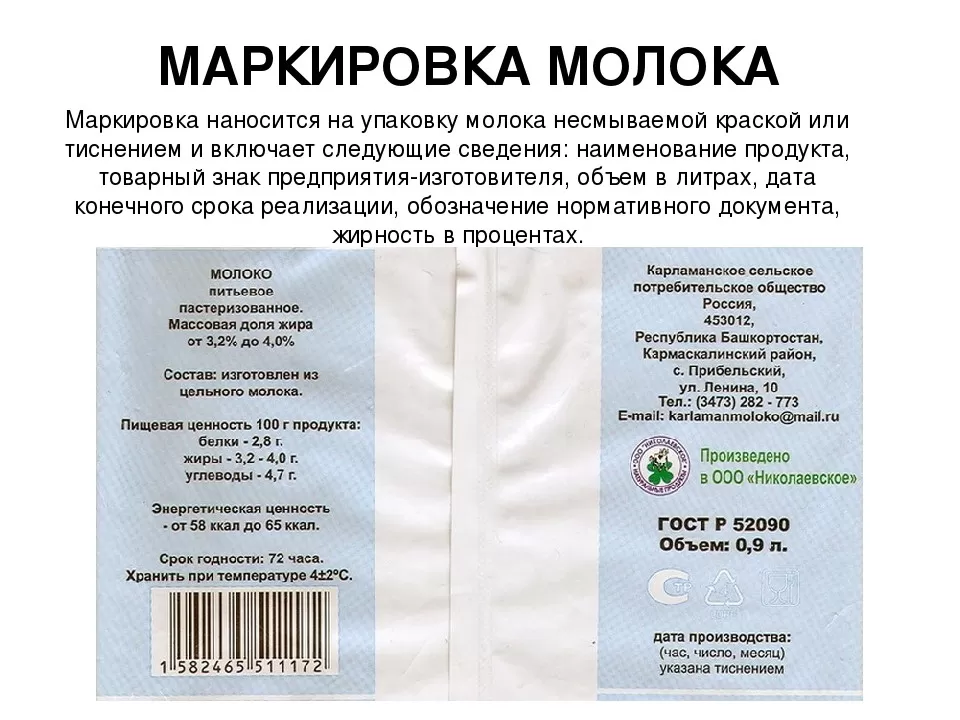 МАРКИРОВКА МОЛОКА
Маркировка наносится на упаковку молока несмываемой краской или
тиснением и включает следующие сведения: наименование продукта,
товарный знак предприятия-изготовителя, объем в литрах, дата
конечного срока реализации, обозначение нормативного документа,
жирность в процентах.
МОЛОКО
питьевое
пастеризованное.
Массовая доля жира
от 3,2% до 4,0%
Состав: изготовлен из
цельного молока.
Пищевая ценность 100 г продукта:
белки - 2,8 г.
жиры - 3,2 - 4,0 г.
углеводы - 4,7 г.
Энергетическая ценность
- от 58 ккал до 65 ккал.
Срок годности: 72 часа.
Хранить при температуре 4±2°С.
1 582465 511172
Карламанское сельское
потребительское общество
Россия,
453012,
Республика Башкортостан,
Кармаскалинский район,
с. Прибельский,
ул. Ленина, 10
Тел.: (3473) 282 - 773
E-mail: karlamanmoloko@mail.ru
ООО "НИКОЛАЕВСКОЕ"
НАТУРАЛЬНЫЕ ПРОДУКТЫ
Произведено
в ООО «Николаевское»
ГОСТ Р 52090
Объем: 0,9 л.
дата производства:
(час, число, месяц)
указана тиснением